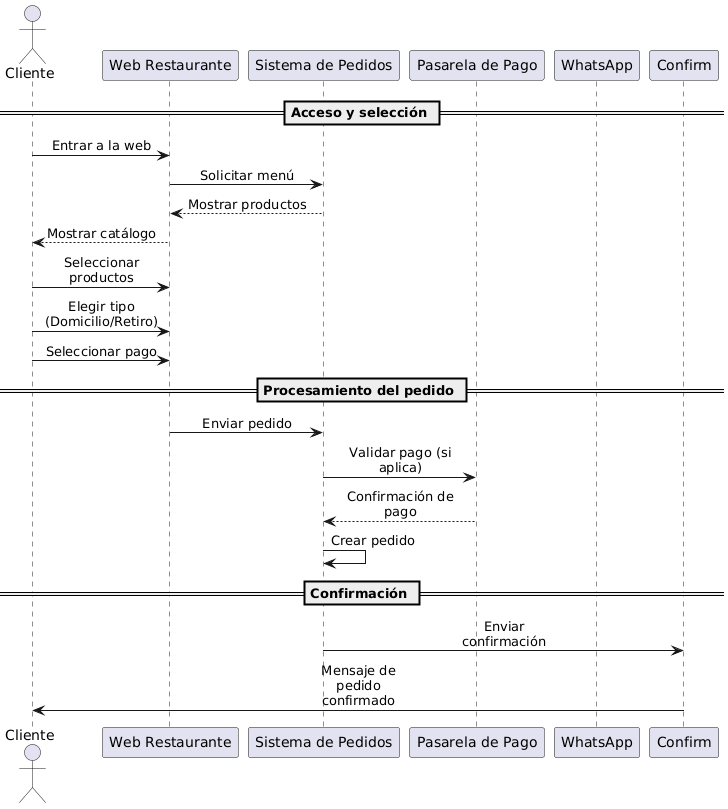 Cliente
Web Restaurante
Sistema de Pedidos
Pasarela de Pago
WhatsApp
Confirm
Acceso y selección
Entrar a la web
Solicitar menú
Mostrar productos
Mostrar catálogo
Seleccionar
productos
Elegir tipo
(Domicilio/Retiro)
Seleccionar pago
Procesamiento del pedido
Enviar pedido
Validar pago (si
aplica)
Confirmación de
pago
Crear pedido
Confirmación
Enviar
confirmación
Mensaje de
pedido
confirmado
Cliente
Web Restaurante
Sistema de Pedidos
Pasarela de Pago
WhatsApp
Confirm